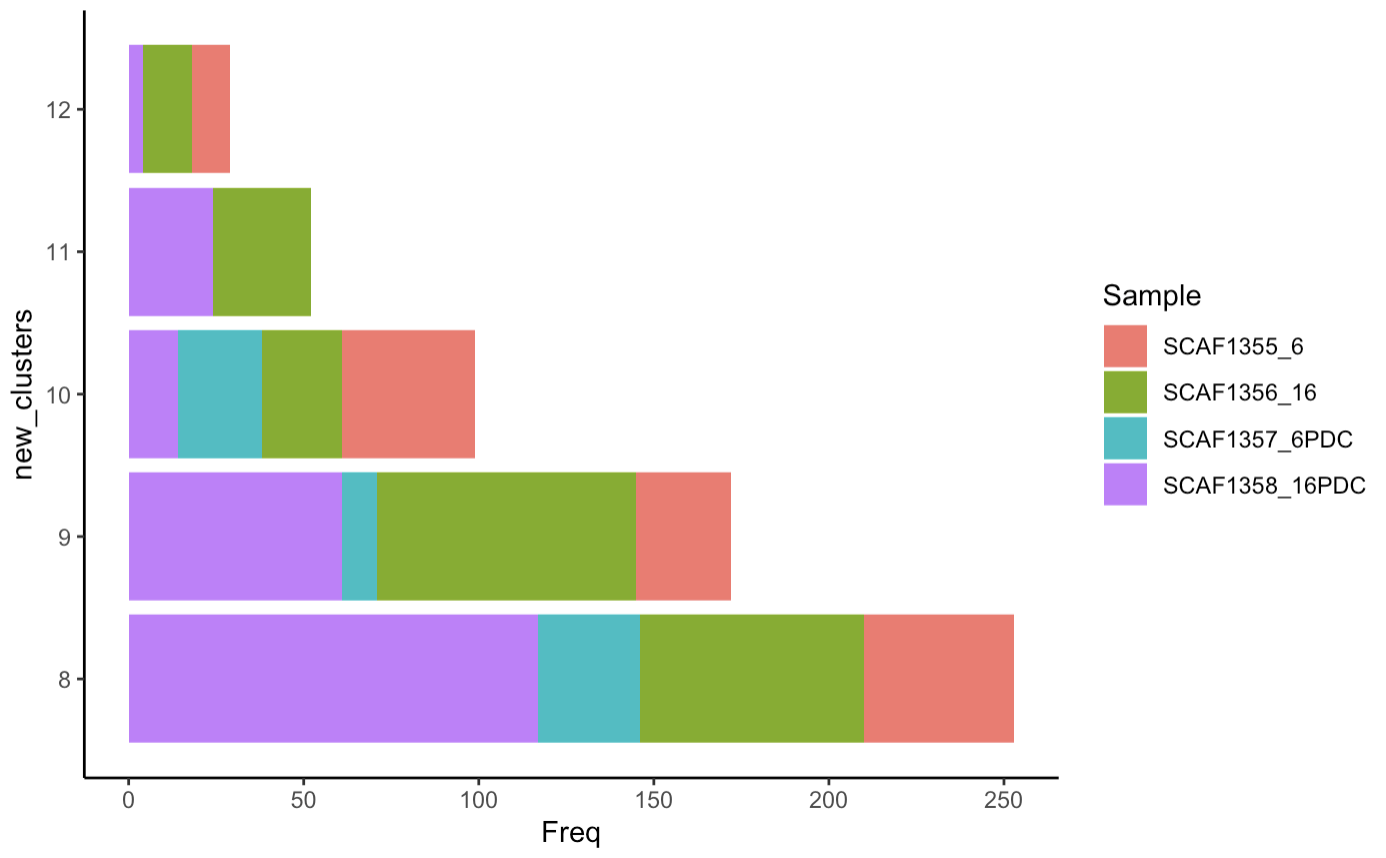 12
11
10
9
8
new_clusters
0 50 100 150 200 250
Freq
Sample
SCAF1355_6
SCAF1356_16
SCAF1357_6PDC
SCAF1358_16PDC